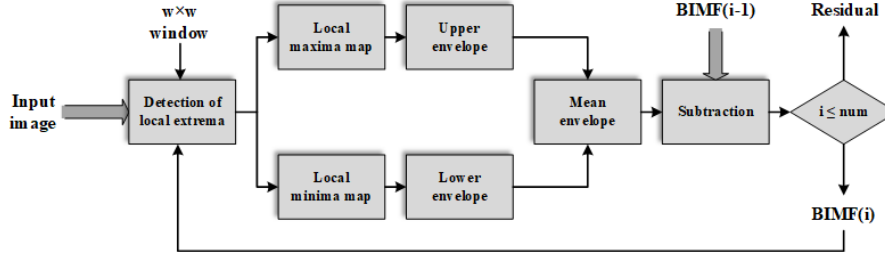 w×w
window
Local
maxima map
Upper
envelope
BIMF(i-1)
Residual
Input
image
Detection of
local extrema
Mean
envelope
Subtraction
i ≤ num
Local
minima map
Lower
envelope
BIMF(i)